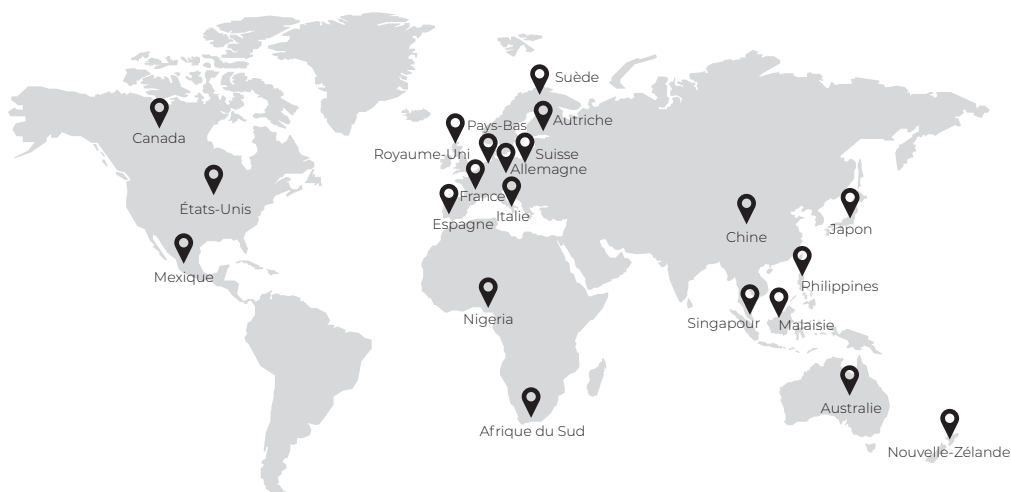 Suède
Autriche
Canada
Pays-Bas
Royaume-Uni
Suisse
Allemagne
États-Unis
France
Italie
Espagne
Chine
Japon
Mexique
Philippines
Nigeria
Singapour
Malaisie
Australie
Afrique du Sud
Nouvelle-Zélande